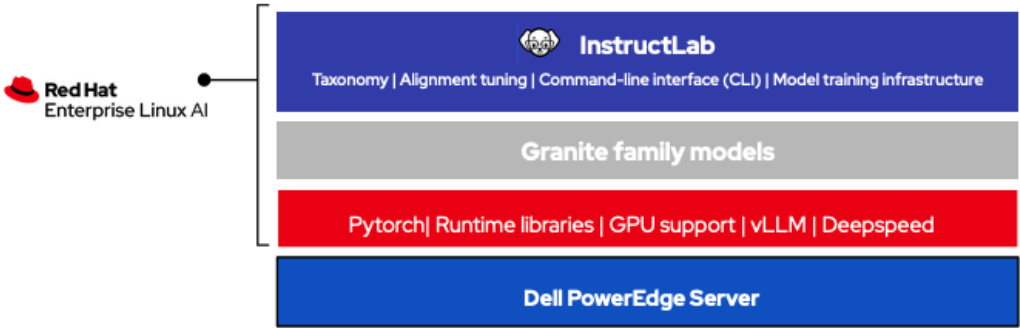 InstructLab
Taxonomy | Alignment tuning | Command-line interface (CLI) | Model training infrastructure
Red Hat
Enterprise Linux AI
Granite family models
Pytorch| Runtime libraries | GPU support | vLLM | Deepspeed
Dell PowerEdge Server